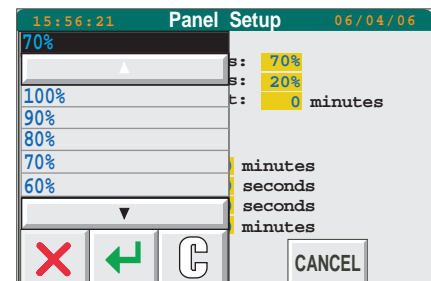 15:56:21 Panel Setup 06/04/06
70%
s: 70%
s: 20%
t: 0 minutes
100%
90%
80%
70%
60%
minutes
seconds
seconds
minutes
C
CANCEL